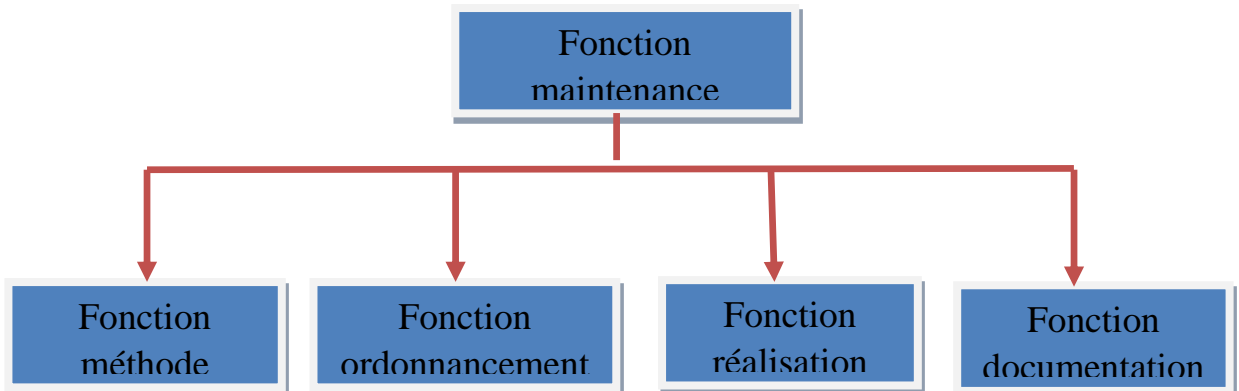 Fonction
maintenance
Fonction
méthode
Fonction
ordonnancement
Fonction
réalisation
Fonction
documentation